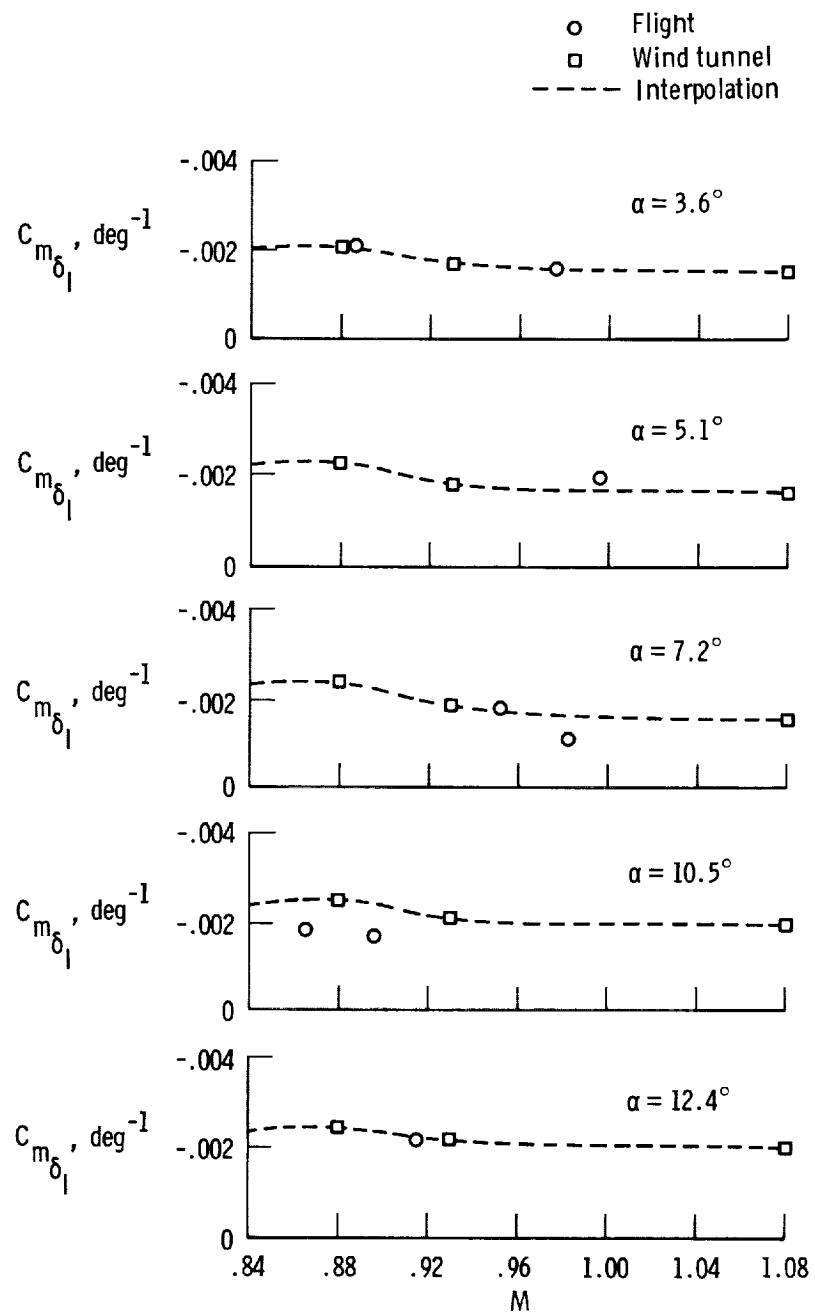 Flight
Wind tunnel
Interpolation
-.004
α = 3.6°
C_{m_{δ_l}}, deg⁻¹
-.002
0
-.004
α = 5.1°
C_{m_{δ_l}}, deg⁻¹
-.002
0
-.004
α = 7.2°
C_{m_{δ_l}}, deg⁻¹
-.002
0
-.004
α = 10.5°
C_{m_{δ_l}}, deg⁻¹
-.002
0
-.004
α = 12.4°
C_{m_{δ_l}}, deg⁻¹
-.002
0
.84 .88 .92 .96 1.00 1.04 1.08
M